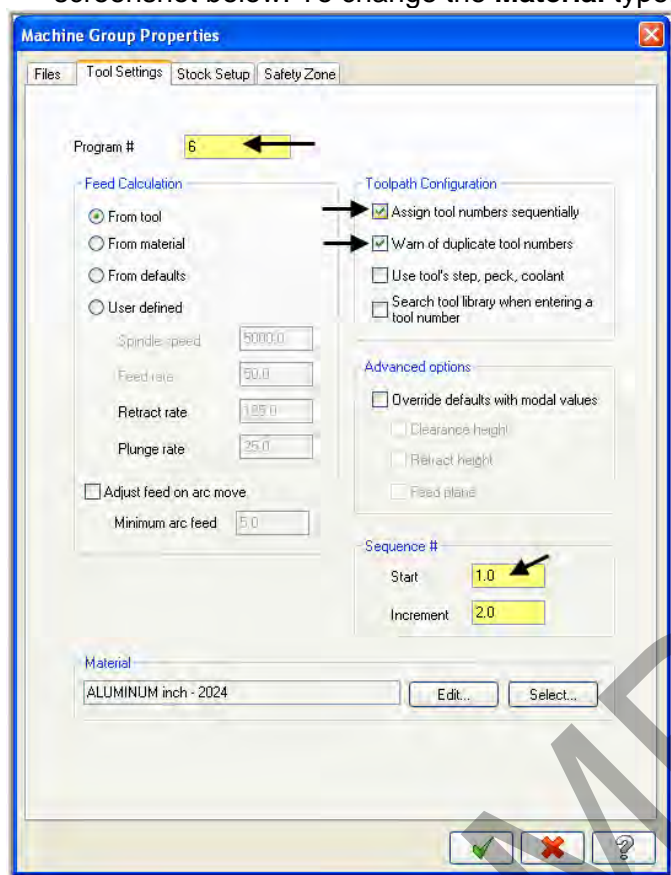 screenshot below. To change the Material type
Machine Group Properties
Files Tool Settings Stock Setup Safety Zone
Program # 6
Feed Calculation
From tool
From material
From defaults
User defined
Spindle speed 5000.0
Feed rate 50.0
Retract rate
Plunge rate 25.0
Adjust feed on arc move
Minimum arc feed 5.0
Toolpath Configuration
Assign tool numbers sequentially
Warn of duplicate tool numbers
Use tool's step, peck, coolant
Search tool library when entering a
tool number
Advanced options
Override defaults with modal values
Clearance height
Retract height
Feed plane
Sequence #
Start 1.0
Increment 2.0
Material
ALUMINUM inch - 2024 Edit... Select...
?